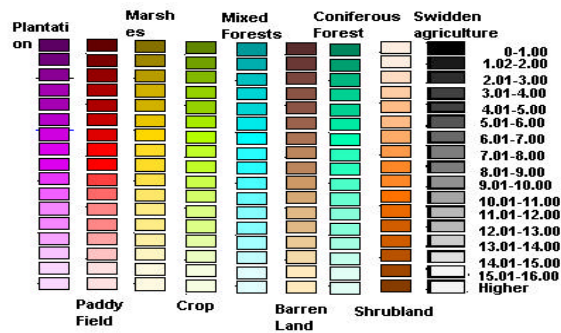 Plantati
on
Marsh
es
Mixed
Forests
Coniferous
Forest
Swidden
agriculture
0-1.00
1.02-2.00
2.01-3.00
3.01-4.00
4.01-5.00
5.01-6.00
6.01-7.00
7.01-8.00
8.01-9.00
9.01-10.00
10.01-11.00
11.01-12.00
12.01-13.00
13.01-14.00
14.01-15.00
15.01-16.00
Higher
Paddy
Field
Crop
Barren
Land
Shrubland